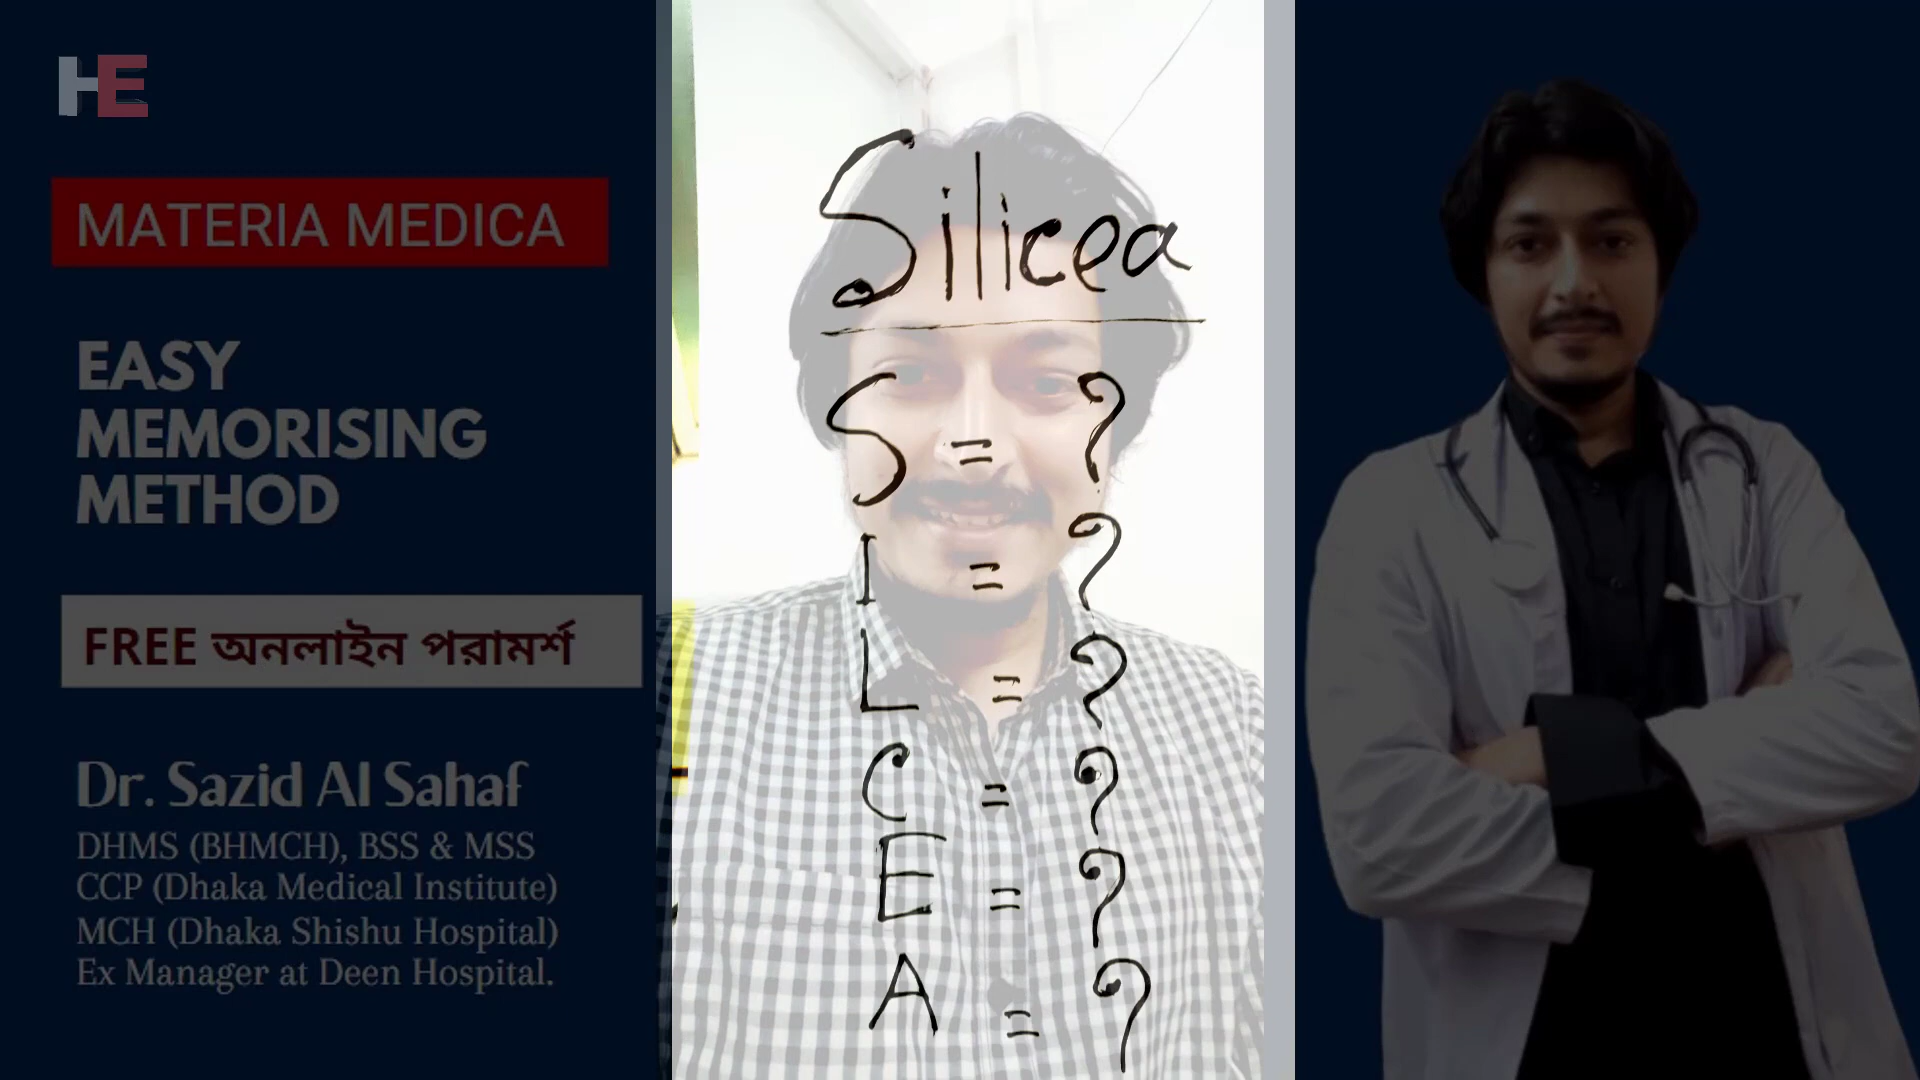 HE
MATERIA MEDICA
EASY
MEMORISING
METHOD
FREE অনলাইন পরামর্শ
Dr. Sazid Al Sahaf
DHMS (BHMCH), BSS & MSS
CCP (Dhaka Medical Institute)
MCH (Dhaka Shishu Hospital)
Ex Manager at Deen Hospital.
Silicea
S = ?
I = ?
L = ?
C = ?
E = ?
A = ?